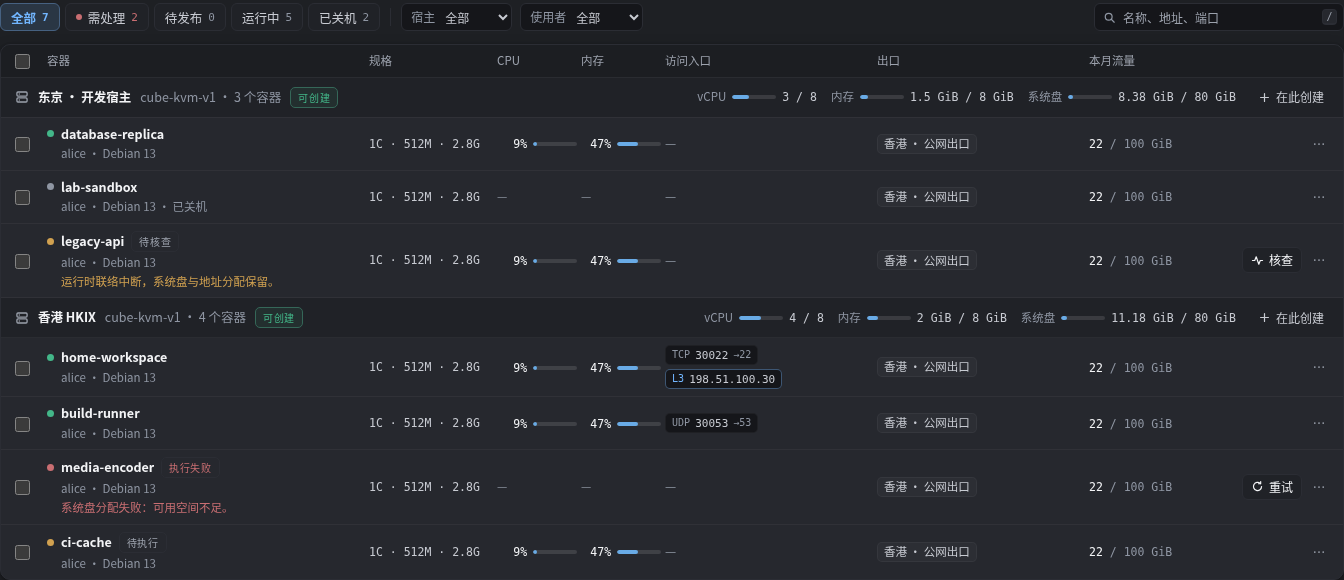 全部 7 需处理 2 待发布 0 运行中 5 已关机 2 宿主 全部 使用者 全部 名称、地址、端口 /
容器 规格 CPU 内存 访问入口 出口 本月流量
东京 · 开发宿主 cube-kvm-v1 · 3 个容器 可创建 vCPU 3 / 8 内存 1.5 GiB / 8 GiB 系统盘 8.38 GiB / 80 GiB + 在此创建
database-replica
alice · Debian 13
1C · 512M · 2.8G 9% 47% — 香港 · 公网出口 22 / 100 GiB ···
lab-sandbox
alice · Debian 13 · 已关机
1C · 512M · 2.8G — — — 香港 · 公网出口 22 / 100 GiB ···
legacy-api 待核查
alice · Debian 13
运行时联络中断，系统盘与地址分配保留。
1C · 512M · 2.8G 9% 47% — 香港 · 公网出口 22 / 100 GiB 核查 ···
香港 HKIX cube-kvm-v1 · 4 个容器 可创建 vCPU 4 / 8 内存 2 GiB / 8 GiB 系统盘 11.18 GiB / 80 GiB + 在此创建
home-workspace
alice · Debian 13
1C · 512M · 2.8G 9% 47% TCP 30022 →22
L3 198.51.100.30
香港 · 公网出口 22 / 100 GiB ···
build-runner
alice · Debian 13
1C · 512M · 2.8G 9% 47% UDP 30053 →53 香港 · 公网出口 22 / 100 GiB ···
media-encoder 执行失败
alice · Debian 13
系统盘分配失败：可用空间不足。
1C · 512M · 2.8G — — — 香港 · 公网出口 22 / 100 GiB 重试 ···
ci-cache 待执行
alice · Debian 13
1C · 512M · 2.8G 9% 47% — 香港 · 公网出口 22 / 100 GiB ···